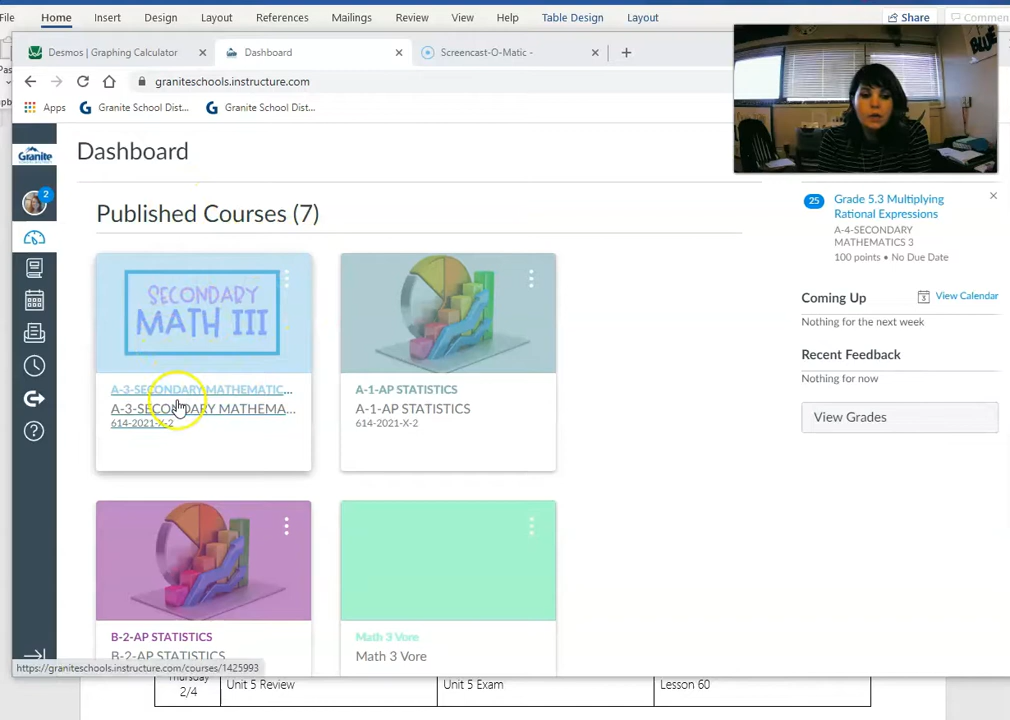 File Home Insert Design Layout References Mailings Review View Help Table Design Layout Share Commen
Desmos | Graphing Calculator Dashboard Screencast-O-Matic -
graniteschools.instructure.com
Apps Granite School Dist... Granite School Dist...
BLUE
Granite
Dashboard
2
Published Courses (7)
SECONDARY
MATH III
A-3-SECONDARY MATHEMATIC...
A-3-SECONDARY MATHEMA...
614-2021-X-2
A-1-AP STATISTICS
A-1-AP STATISTICS
614-2021-X-2
B-2-AP STATISTICS
B-2-AP STATISTICS
Math 3 Vore
Math 3 Vore
25
Grade 5.3 Multiplying
Rational Expressions
A-4-SECONDARY
MATHEMATICS 3
100 points • No Due Date
Coming Up
View Calendar
Nothing for the next week
Recent Feedback
Nothing for now
View Grades
https://graniteschools.instructure.com/courses/1425993
Thursday
2/4
Unit 5 Review Unit 5 Exam Lesson 60